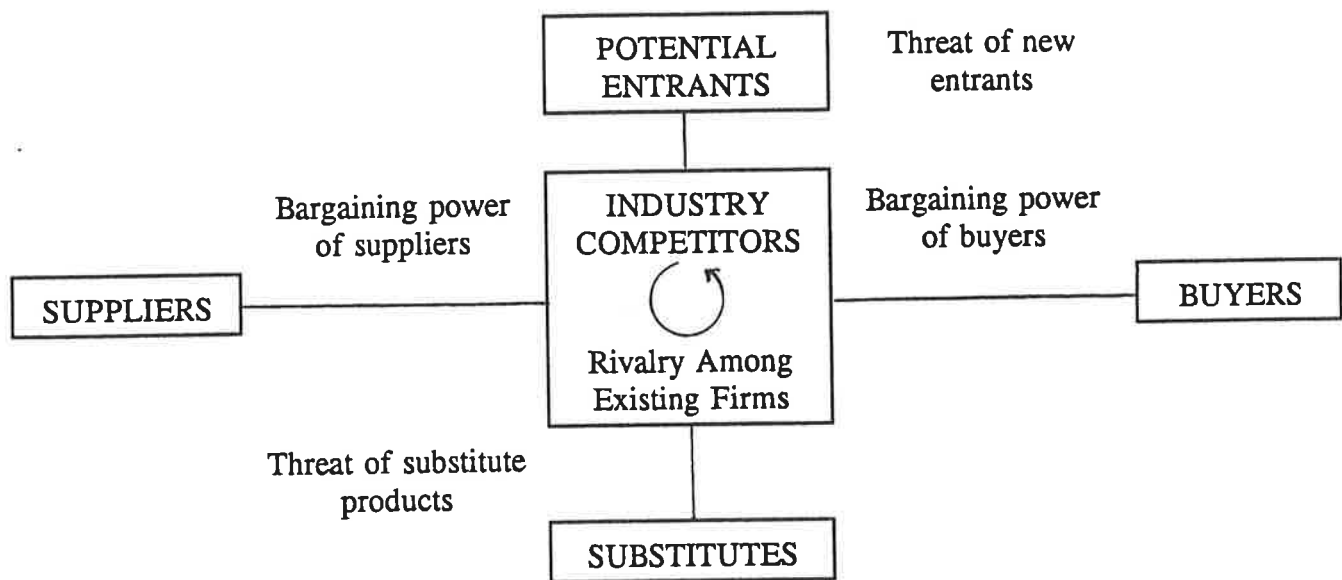 POTENTIAL
ENTRANTS
Threat of new
entrants
Bargaining power
of suppliers
INDUSTRY
COMPETITORS
Bargaining power
of buyers
SUPPLIERS
BUYERS
Rivalry Among
Existing Firms
Threat of substitute
products
SUBSTITUTES